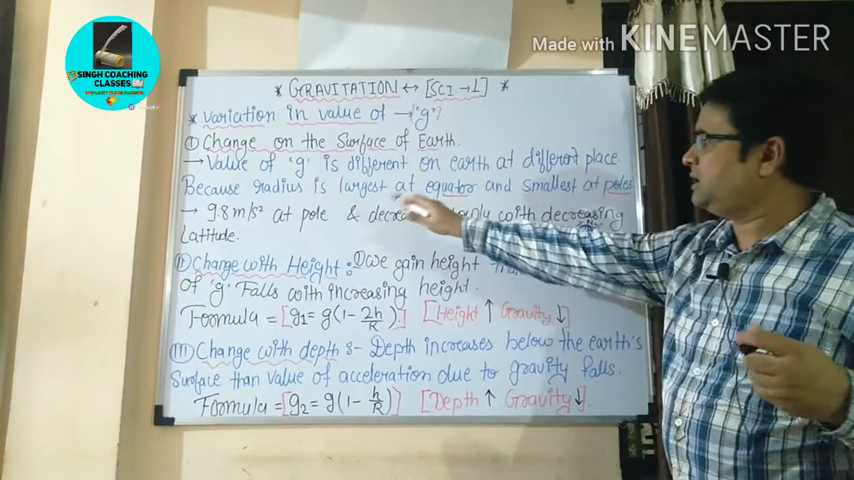 Made with KINEMASTER
SINGH COACHING
CLASSES
* GRAVITATION ↔ [SCI → 1] *
* Variation in value of → 'g'
① Change on the Surface of Earth.
→ Value of 'g' is different on earth at different place.
Because radius is largest at equator and smallest at poles
→ 9.8 m/s² at pole & with decreasing
Latitude.
Ⅱ Change with Height :- ① we gain height
of 'g' Falls with increasing height.
Formula = [g₁ = g(1 - 2h/R)] [Height ↑ Gravity ↓]
Ⅲ Change with depth :- Depth increases below the earth's
Surface than value of acceleration due to gravity falls.
Formula = [g₂ = g(1 - h/R)] [Depth ↑ Gravity ↓].